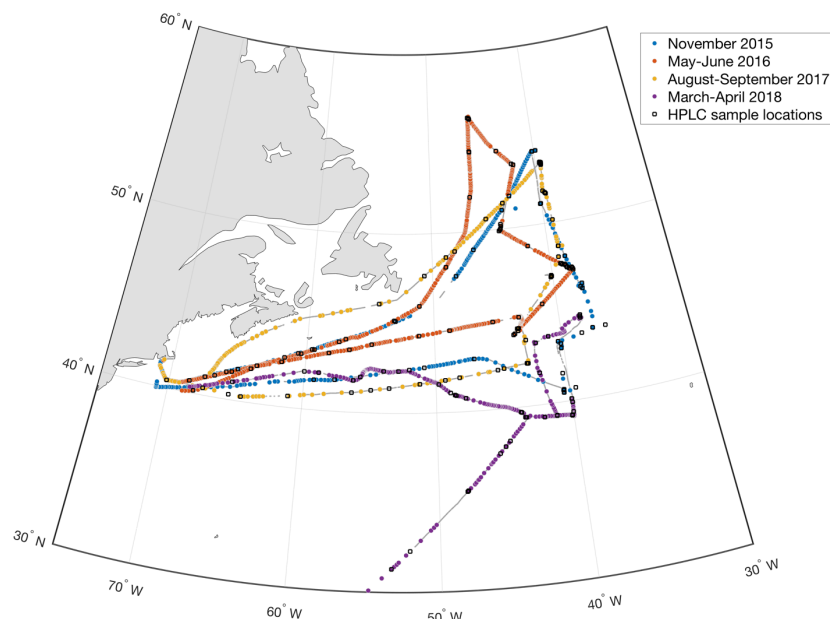 60°N
November 2015
May-June 2016
August-September 2017
March-April 2018
HPLC sample locations
50°N
40°N
30°N
70°W
60°W
50°W
40°W
30°W